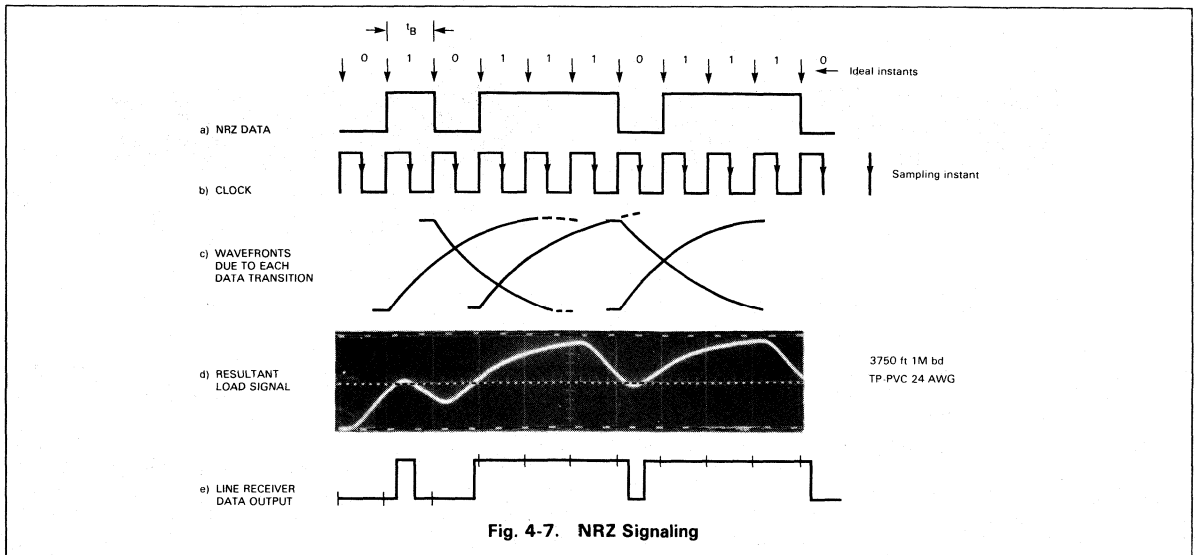 tB
0 1 0 1 1 1 0 1 1 1 0
Ideal instants
a) NRZ DATA
b) CLOCK
Sampling instant
c) WAVEFRONTS
DUE TO EACH
DATA TRANSITION
d) RESULTANT
LOAD SIGNAL
3750 ft 1M bd
TP-PVC 24 AWG
e) LINE RECEIVER
DATA OUTPUT
Fig. 4-7. NRZ Signaling